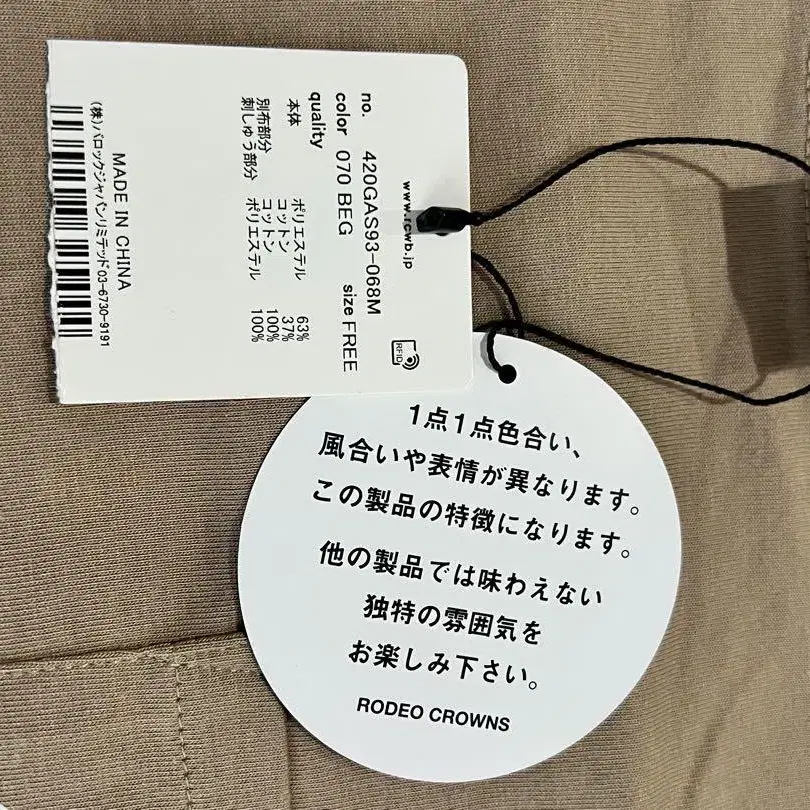 www.rcwb.jp
no. 420GAS93-068M
color 070 BEG size FREE
quality
本体 ポリエステル 63%
コットン 37%
別布部分 コットン 100%
刺しゅう部分 ポリエステル 100%
MADE IN CHINA
(株)バロックジャパンリミテッド 03-6730-9191
RFID
1点1点色合い、
風合いや表情が異なります。
この製品の特徴になります。
他の製品では味わえない
独特の雰囲気を
お楽しみ下さい。
RODEO CROWNS